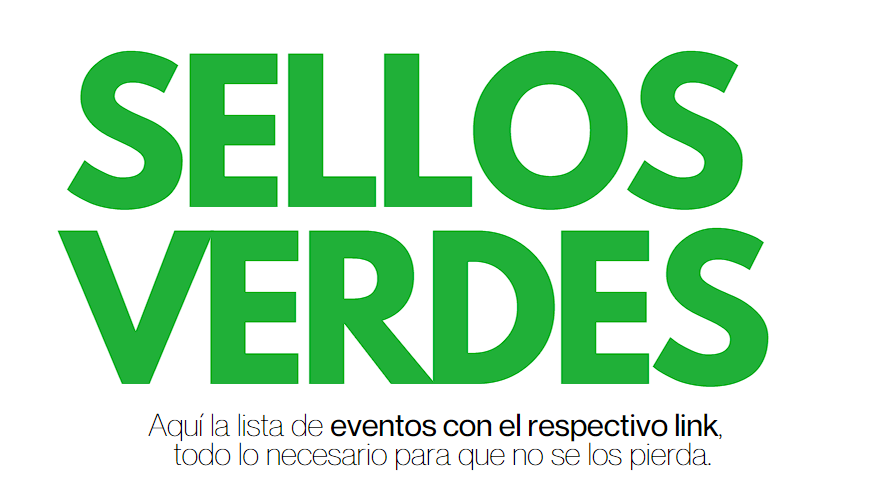 SELLOS
VERDES
Aquí la lista de eventos con el respectivo link,
todo lo necesario para que no se los pierda.